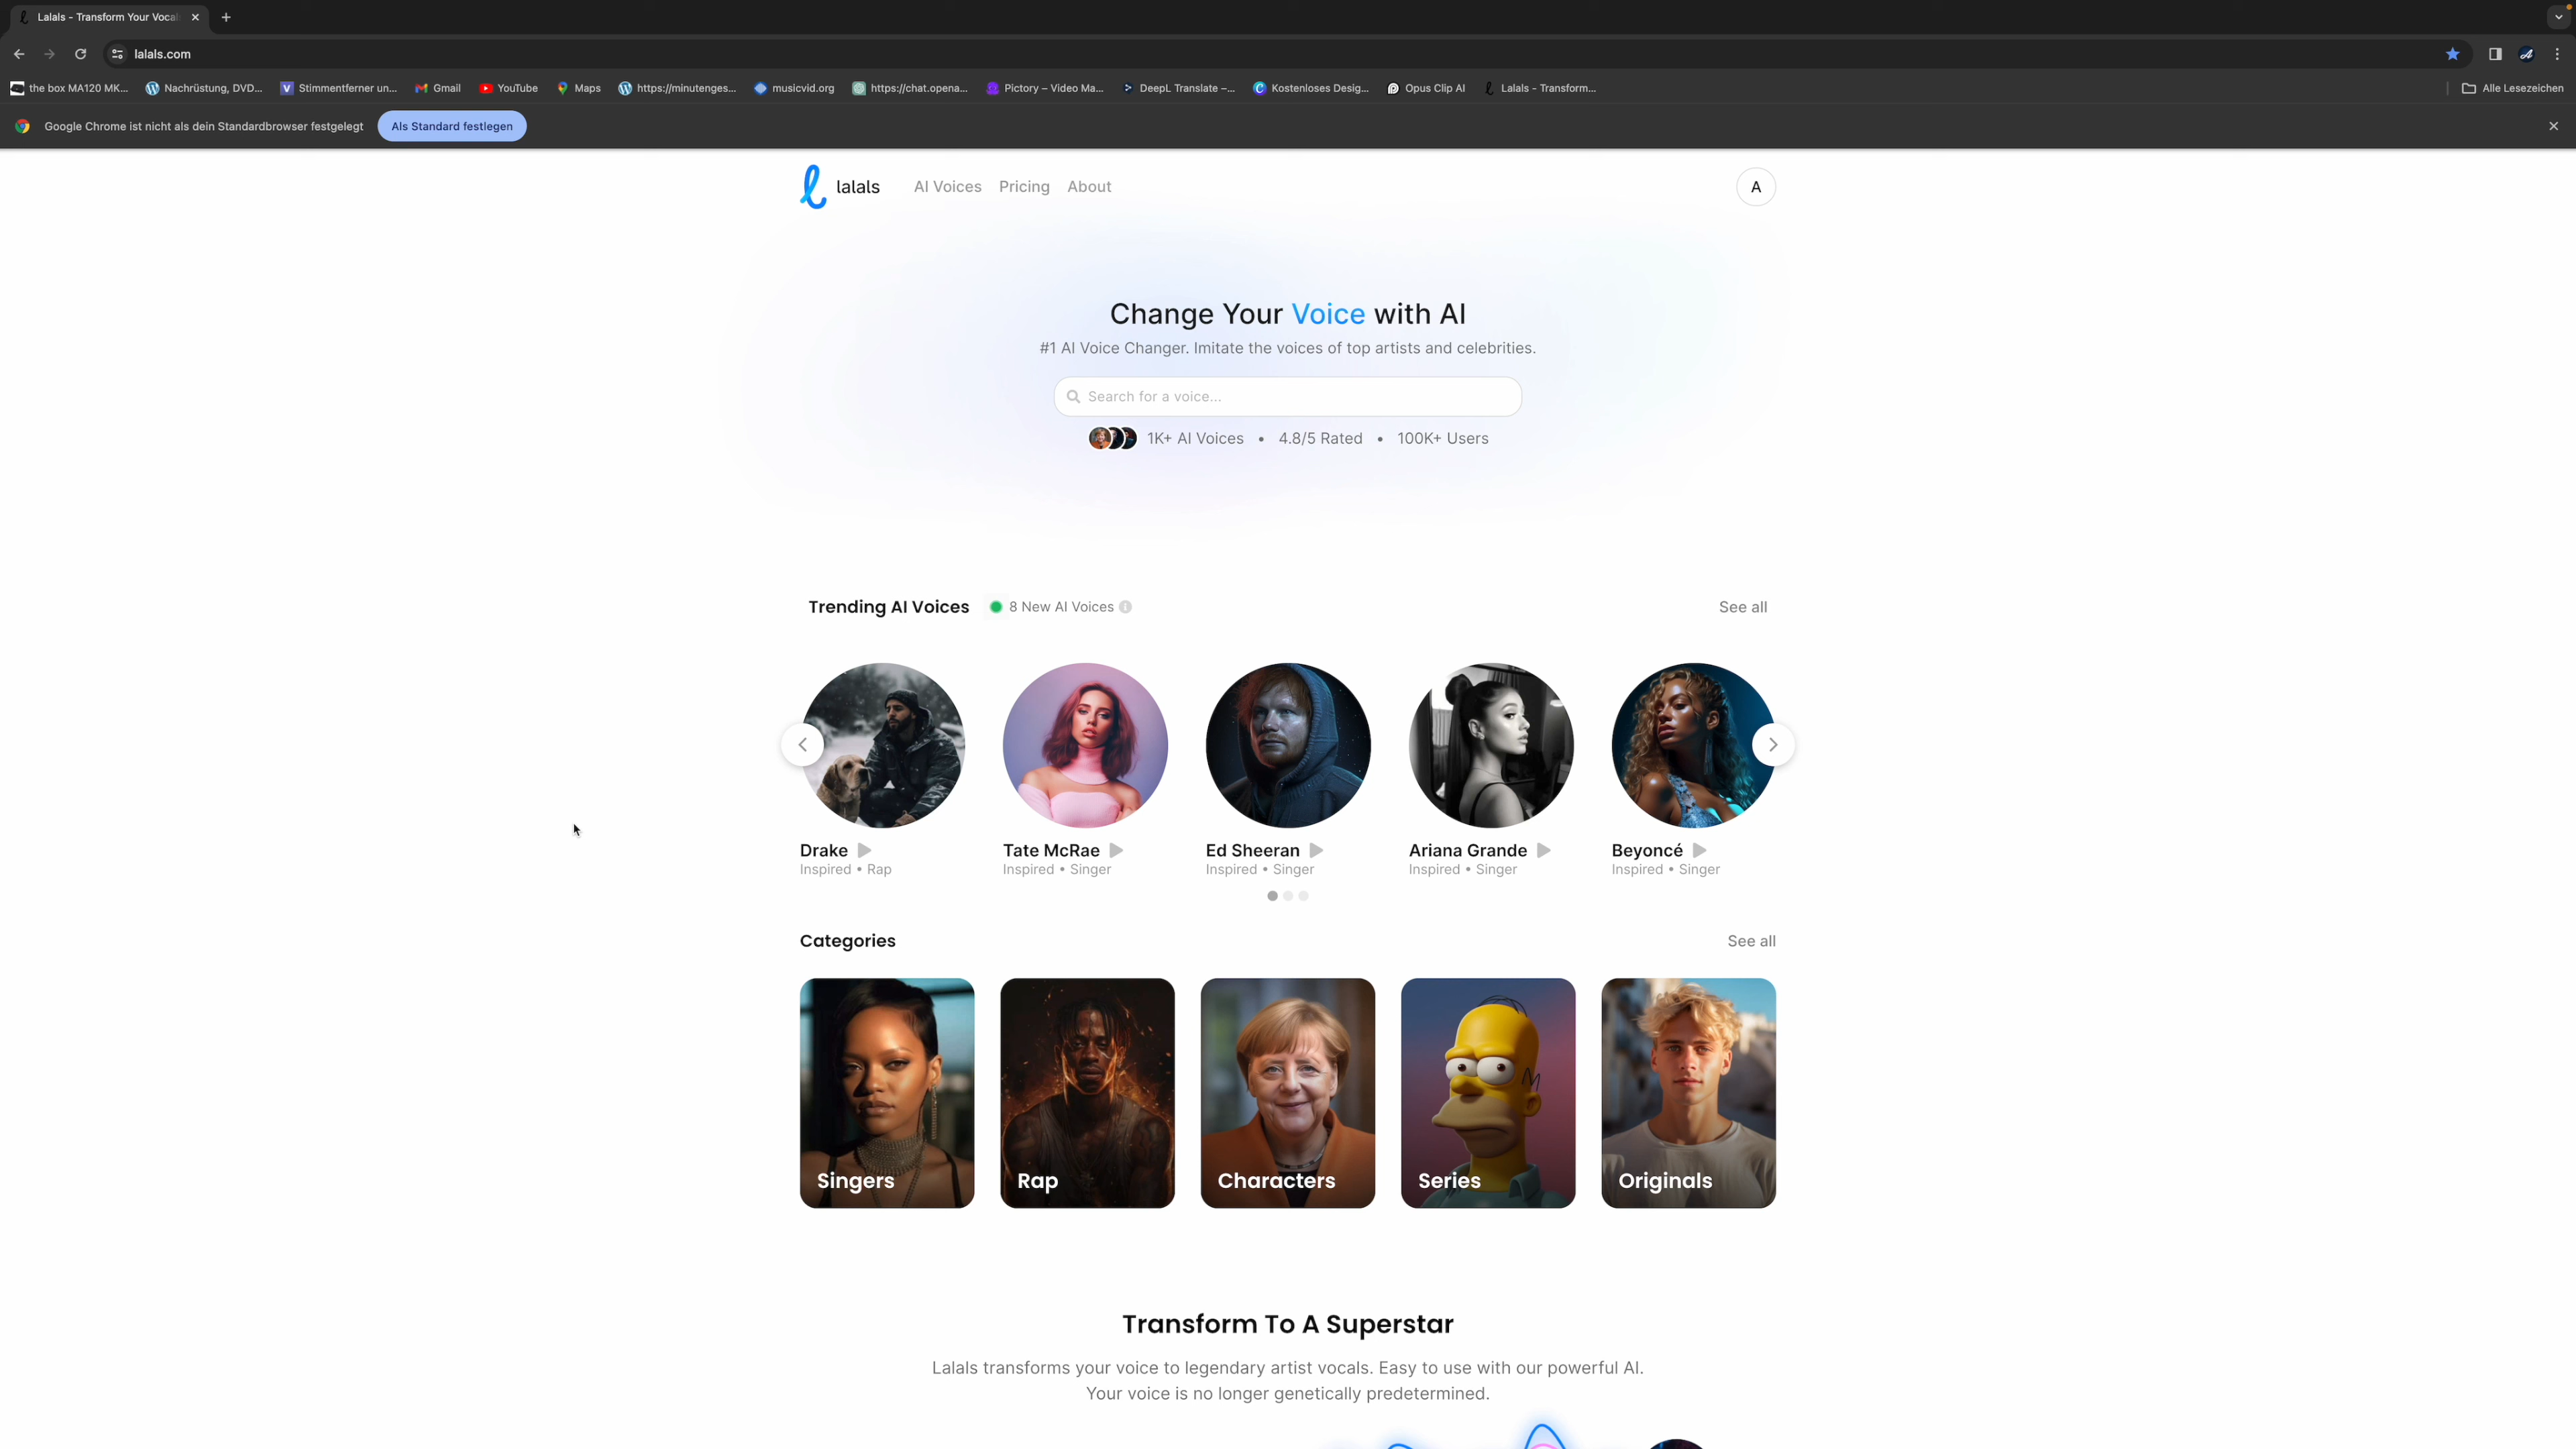 Lalals - Transform Your Vocal
lalals.com
the box MA120 MK...
Nachrüstung, DVD...
Stimmentferner un...
Gmail
YouTube
Maps
https://minutenges...
musicvid.org
https://chat.opena...
Pictory – Video Ma...
DeepL Translate –...
Kostenloses Desig...
Opus Clip AI
Lalals - Transform...
Alle Lesezeichen
Google Chrome ist nicht als dein Standardbrowser festgelegt
Als Standard festlegen
lalals
AI Voices
Pricing
About
A
Change Your Voice with AI
#1 AI Voice Changer. Imitate the voices of top artists and celebrities.
Search for a voice...
1K+ AI Voices • 4.8/5 Rated • 100K+ Users
Trending AI Voices
8 New AI Voices
See all
Drake
Inspired • Rap
Tate McRae
Inspired • Singer
Ed Sheeran
Inspired • Singer
Ariana Grande
Inspired • Singer
Beyoncé
Inspired • Singer
Categories
See all
Singers
Rap
Characters
Series
Originals
Transform To A Superstar
Lalals transforms your voice to legendary artist vocals. Easy to use with our powerful AI.
Your voice is no longer genetically predetermined.